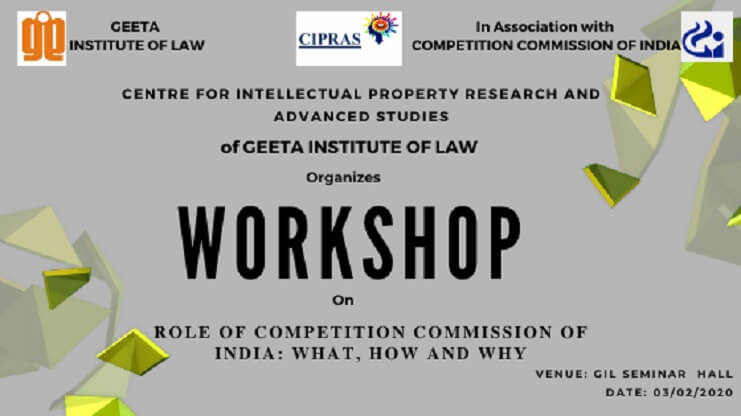 GEETA
INSTITUTE OF LAW
CIPRAS
In Association with
COMPETITION COMMISSION OF INDIA
CENTRE FOR INTELLECTUAL PROPERTY RESEARCH AND
ADVANCED STUDIES
of GEETA INSTITUTE OF LAW
Organizes
WORKSHOP
On
ROLE OF COMPETITION COMMISSION OF
INDIA: WHAT, HOW AND WHY
VENUE: GIL SEMINAR HALL
DATE: 03/02/2020